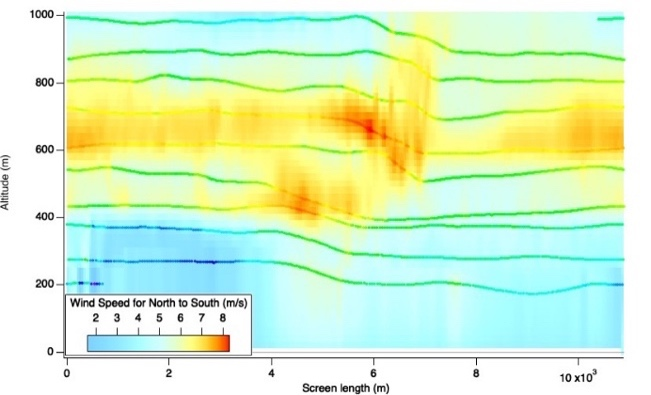 1000
800
600
400
200
0
Altitude (m)
Wind Speed for North to South (m/s)
2 3 4 5 6 7 8
0 2 4 6 8 10 x10³
Screen length (m)